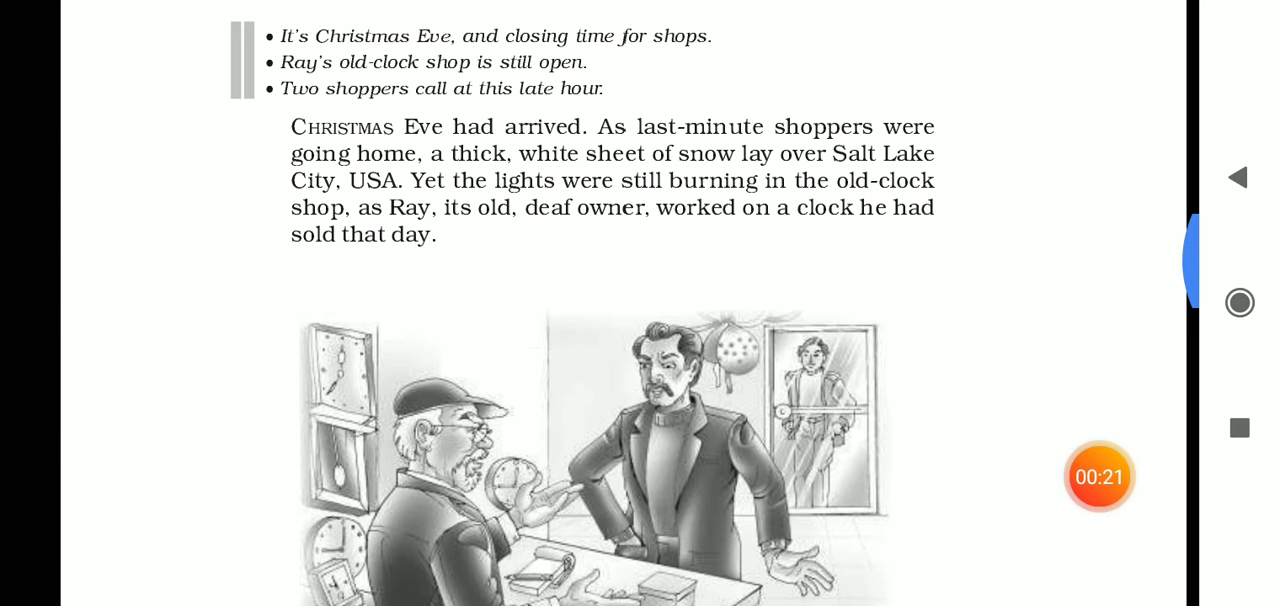 • It's Christmas Eve, and closing time for shops.
• Ray's old-clock shop is still open.
• Two shoppers call at this late hour.
CHRISTMAS Eve had arrived. As last-minute shoppers were
going home, a thick, white sheet of snow lay over Salt Lake
City, USA. Yet the lights were still burning in the old-clock
shop, as Ray, its old, deaf owner, worked on a clock he had
sold that day.
00:21